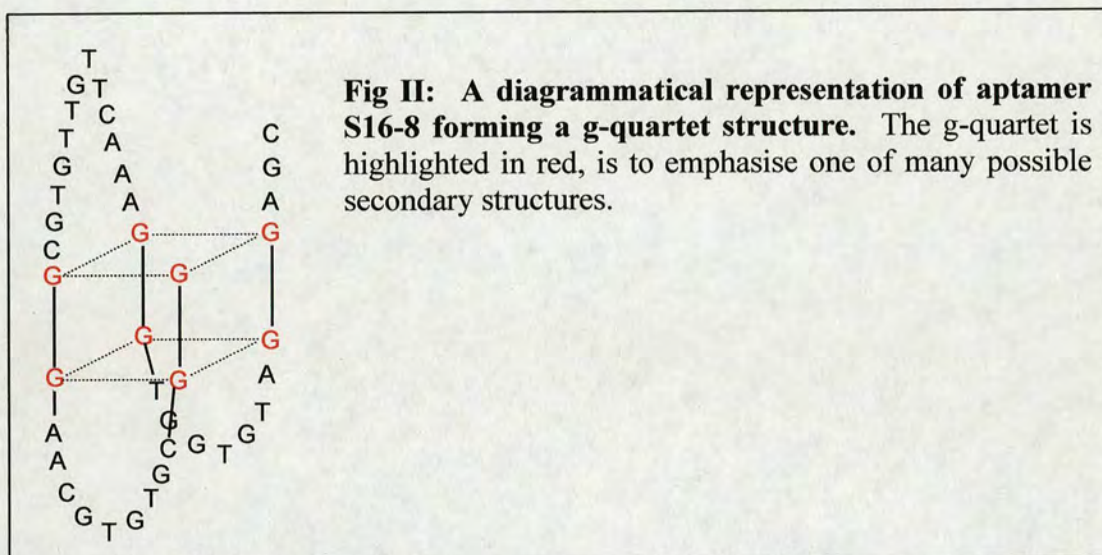 T
G T
T C
T A C
G A G
T A A
G G G
C
G G
G G
G T G A
G T
A C G T G
A G
C T
G T G
Fig II: A diagrammatical representation of aptamer
S16-8 forming a g-quartet structure. The g-quartet is
highlighted in red, is to emphasise one of many possible
secondary structures.